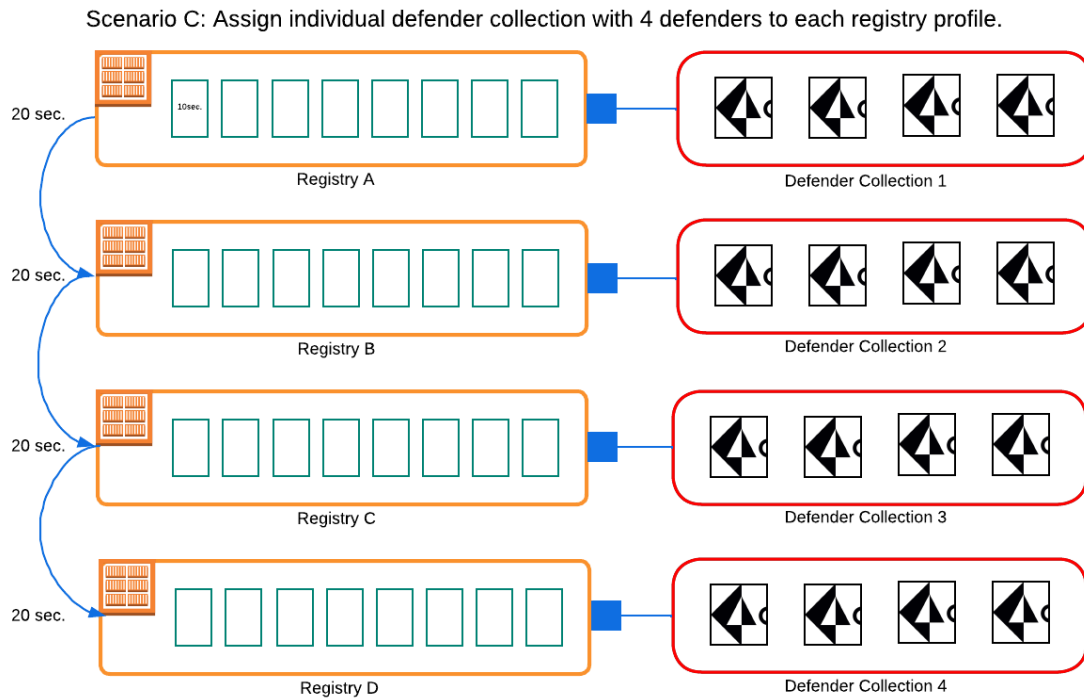 Scenario C: Assign individual defender collection with 4 defenders to each registry profile.
20 sec.
10sec.
Registry A
Defender Collection 1
20 sec.
Registry B
Defender Collection 2
20 sec.
Registry C
Defender Collection 3
20 sec.
Registry D
Defender Collection 4